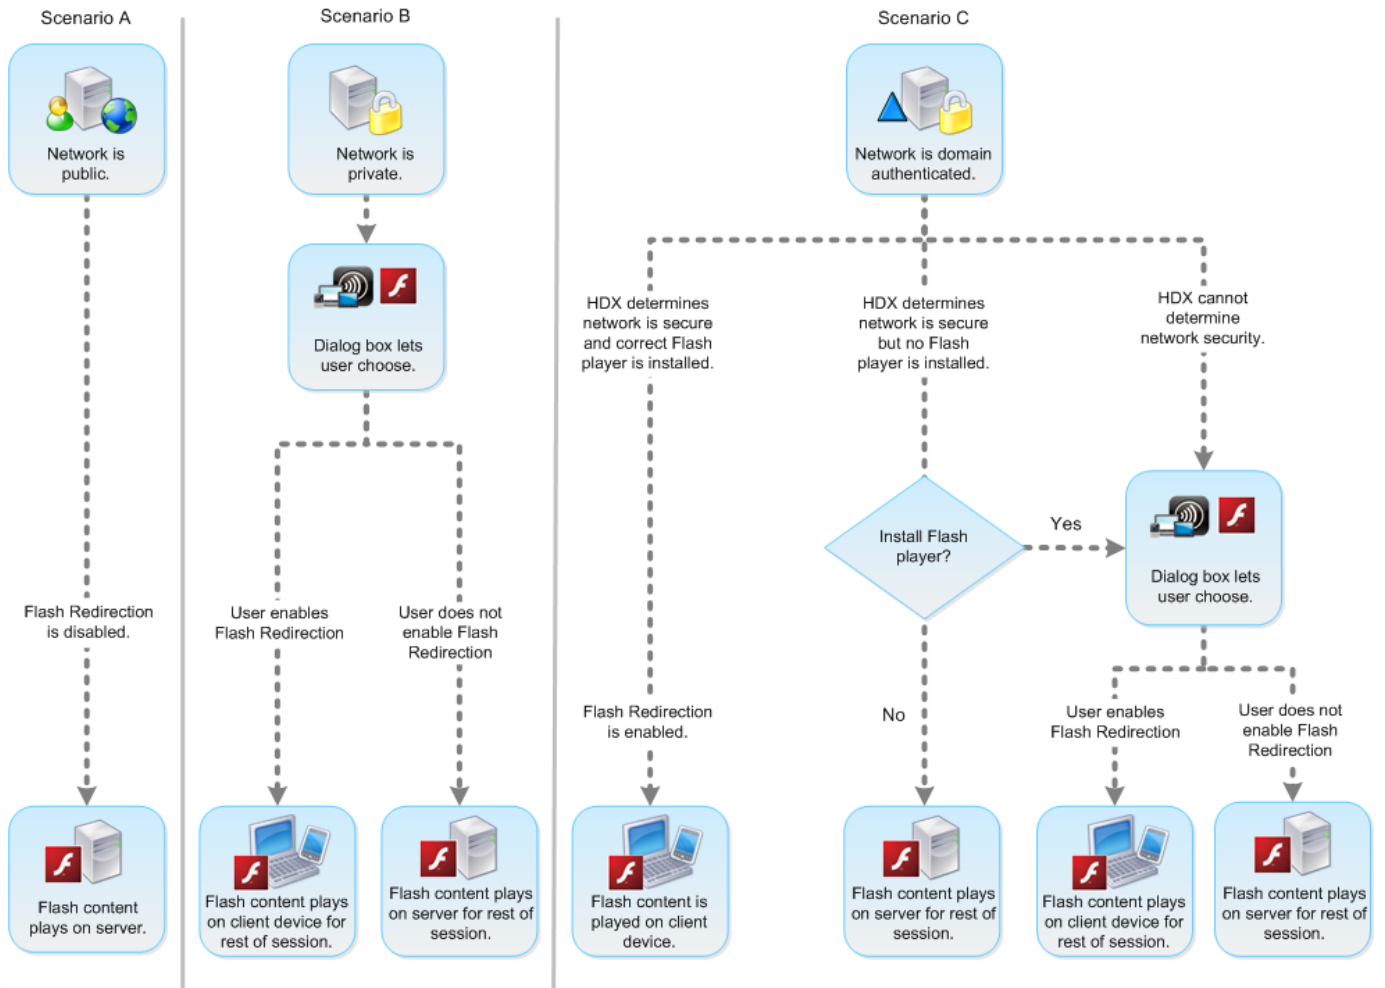 Scenario A
Network is
public.
Flash Redirection
is disabled.
Flash content
plays on server.
Scenario B
Network is
private.
Dialog box lets
user choose.
User enables
Flash Redirection
User does not
enable Flash
Redirection
Flash content plays
on client device for
rest of session.
Flash content plays
on server for rest of
session.
Scenario C
Network is domain
authenticated.
HDX determines
network is secure
and correct Flash
player is installed.
HDX determines
network is secure
but no Flash
player is installed.
HDX cannot
determine
network security.
Install Flash
player?
Yes
Dialog box lets
user choose.
Flash Redirection
is enabled.
No
User enables
Flash Redirection
User does not
enable Flash
Redirection
Flash content is
played on client
device.
Flash content plays
on server for rest of
session.
Flash content plays
on client device for
rest of session.
Flash content plays
on server for rest of
session.